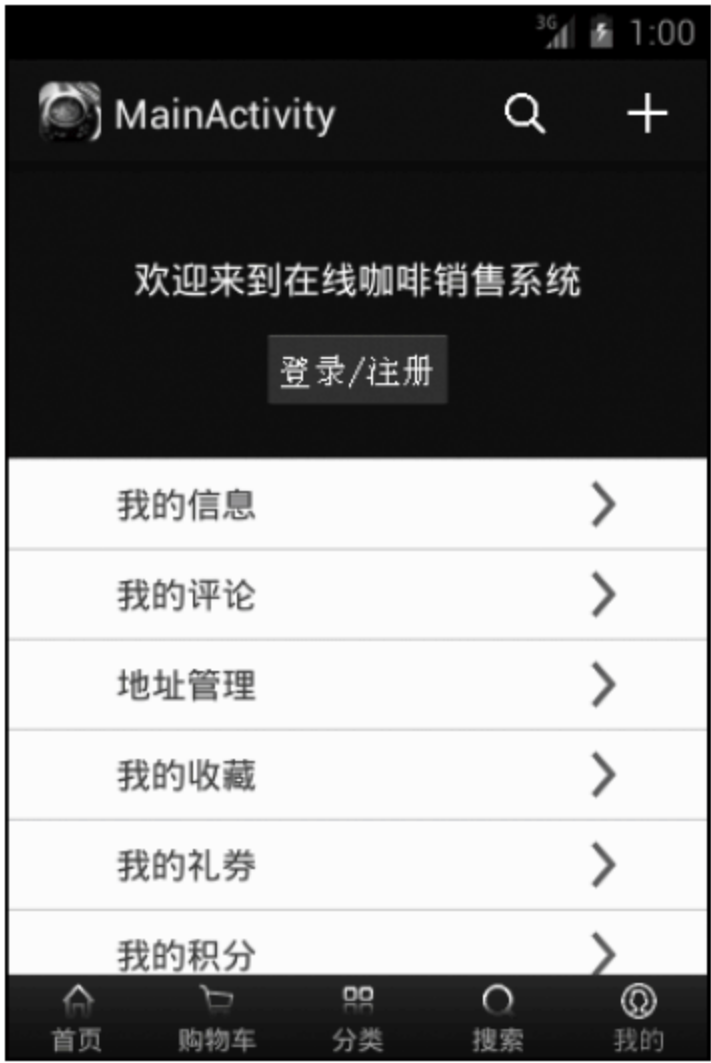 3G 1:00
MainActivity
欢迎来到在线咖啡销售系统
登录/注册
我的信息
我的评论
地址管理
我的收藏
我的礼券
我的积分
首页 购物车 分类 搜索 我的